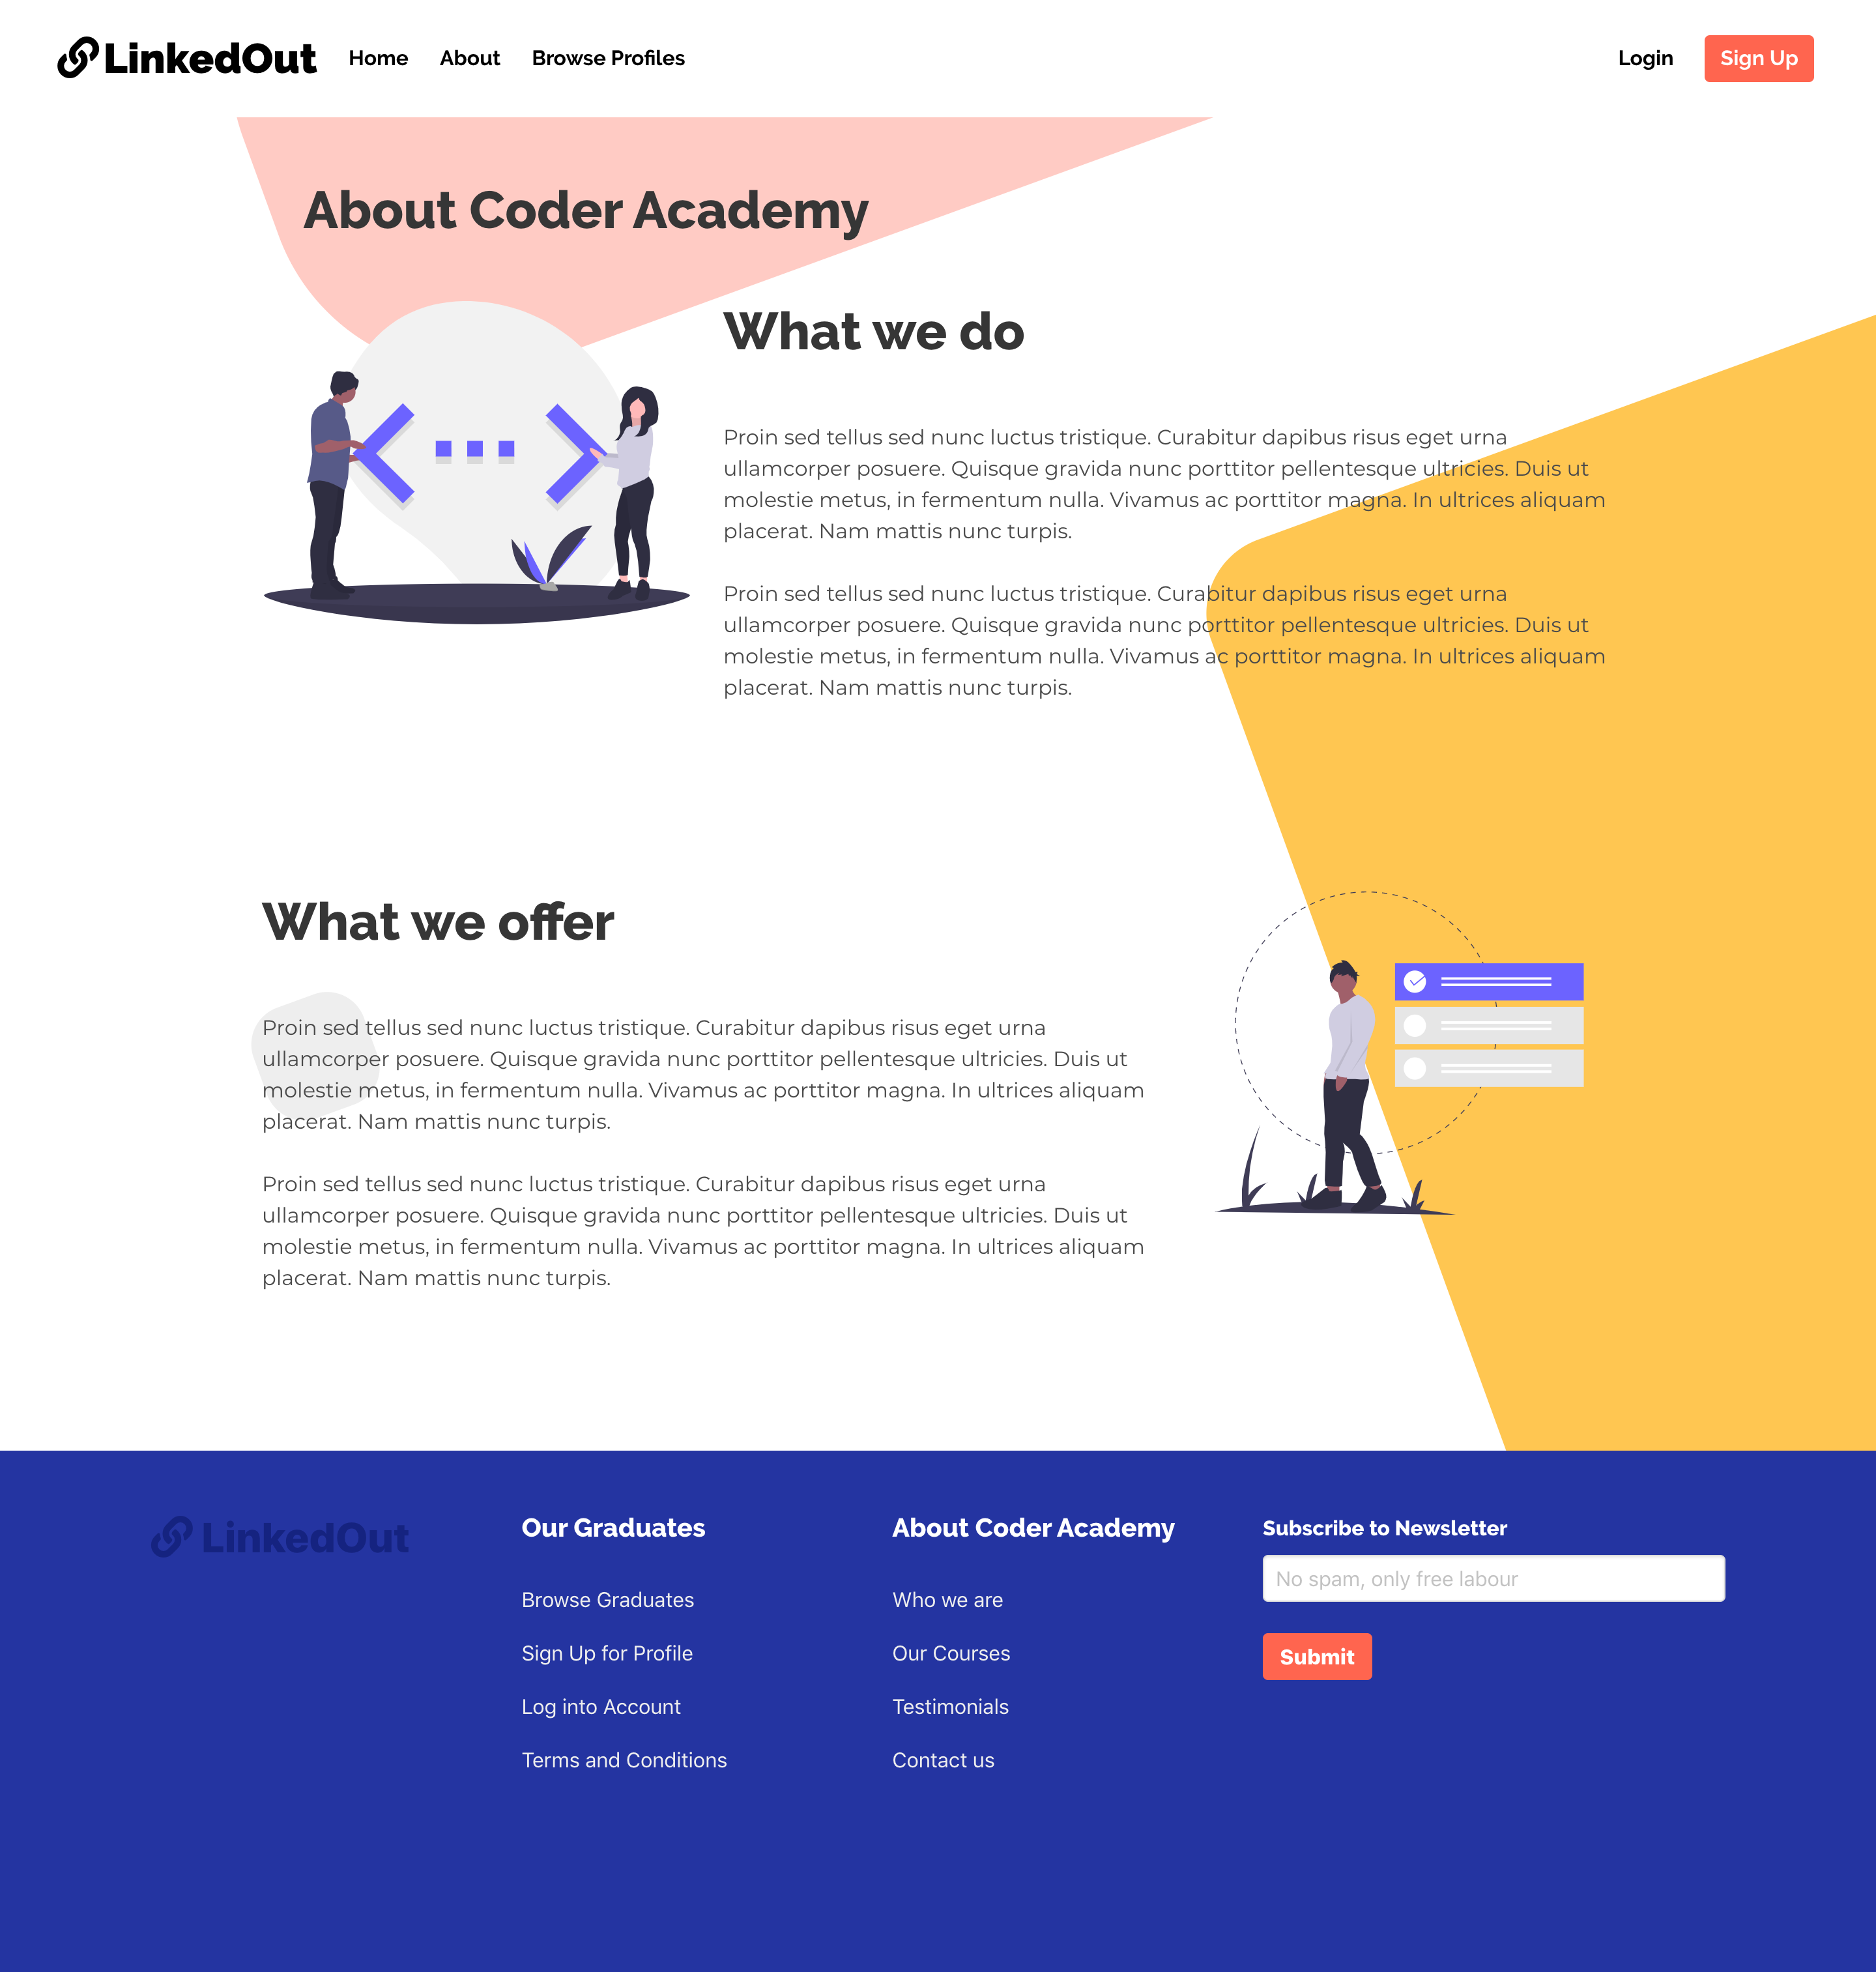 LinkedOut Home About Browse Profiles Login Sign Up
About Coder Academy
What we do
Proin sed tellus sed nunc luctus tristique. Curabitur dapibus risus eget urna
ullamcorper posuere. Quisque gravida nunc porttitor pellentesque ultricies. Duis ut
molestie metus, in fermentum nulla. Vivamus ac porttitor magna. In ultrices aliquam
placerat. Nam mattis nunc turpis.
Proin sed tellus sed nunc luctus tristique. Curabitur dapibus risus eget urna
ullamcorper posuere. Quisque gravida nunc porttitor pellentesque ultricies. Duis ut
molestie metus, in fermentum nulla. Vivamus ac porttitor magna. In ultrices aliquam
placerat. Nam mattis nunc turpis.
What we offer
Proin sed tellus sed nunc luctus tristique. Curabitur dapibus risus eget urna
ullamcorper posuere. Quisque gravida nunc porttitor pellentesque ultricies. Duis ut
molestie metus, in fermentum nulla. Vivamus ac porttitor magna. In ultrices aliquam
placerat. Nam mattis nunc turpis.
Proin sed tellus sed nunc luctus tristique. Curabitur dapibus risus eget urna
ullamcorper posuere. Quisque gravida nunc porttitor pellentesque ultricies. Duis ut
molestie metus, in fermentum nulla. Vivamus ac porttitor magna. In ultrices aliquam
placerat. Nam mattis nunc turpis.
LinkedOut
Our Graduates
Browse Graduates
Sign Up for Profile
Log into Account
Terms and Conditions
About Coder Academy
Who we are
Our Courses
Testimonials
Contact us
Subscribe to Newsletter
No spam, only free labour
Submit